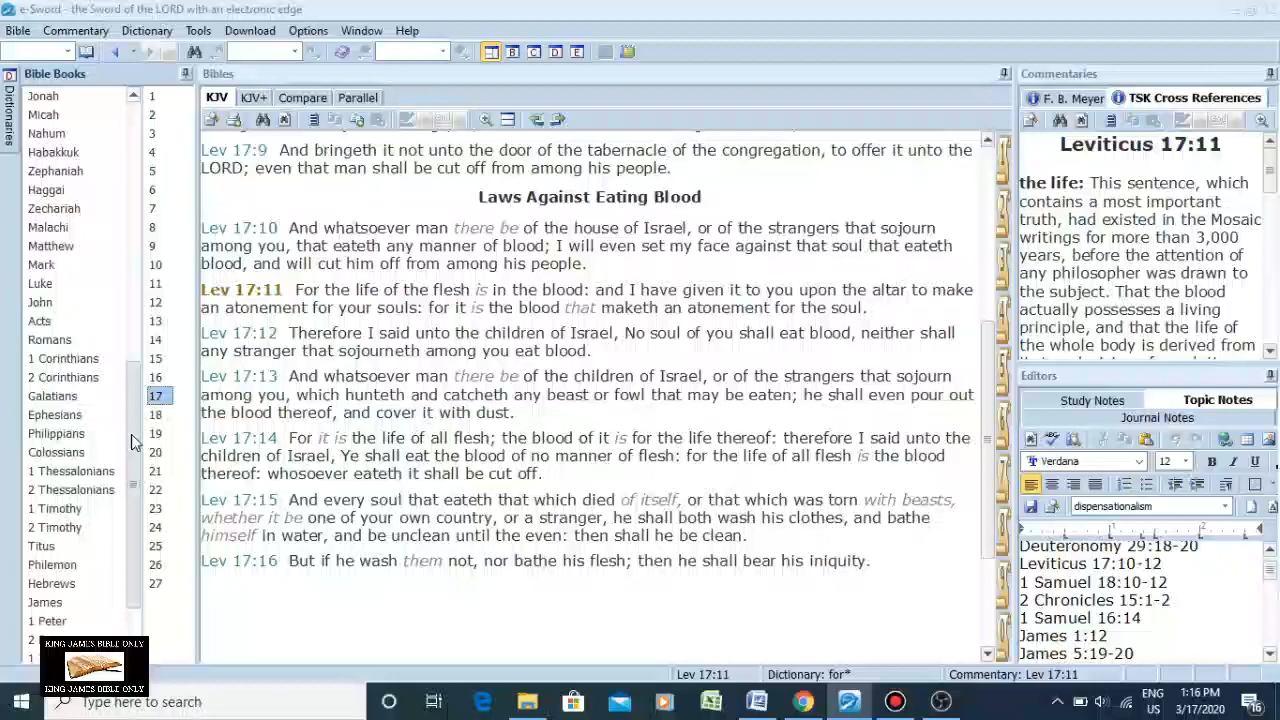 e-Sword - the Sword of the LORD with an electronic edge
Bible Commentary Dictionary Tools Download Options Window Help
B C D E
D Dictionaries
Bible Books
Jonah
Micah
Nahum
Habakkuk
Zephaniah
Haggai
Zechariah
Malachi
Matthew
Mark
Luke
John
Acts
Romans
1 Corinthians
2 Corinthians
Galatians
Ephesians
Philippians
Colossians
1 Thessalonians
2 Thessalonians
1 Timothy
2 Timothy
Titus
Philemon
Hebrews
James
1 Peter
2
1
1
2
3
4
5
6
7
8
9
10
11
12
13
14
15
16
17
18
19
20
21
22
23
24
25
26
27
Bibles
KJV KJV+ Compare Parallel
Lev 17:9 And bringeth it not unto the door of the tabernacle of the congregation, to offer it unto the
LORD; even that man shall be cut off from among his people.
Laws Against Eating Blood
Lev 17:10 And whatsoever man there be of the house of Israel, or of the strangers that sojourn
among you, that eateth any manner of blood; I will even set my face against that soul that eateth
blood, and will cut him off from among his people.
Lev 17:11 For the life of the flesh is in the blood: and I have given it to you upon the altar to make
an atonement for your souls: for it is the blood that maketh an atonement for the soul.
Lev 17:12 Therefore I said unto the children of Israel, No soul of you shall eat blood, neither shall
any stranger that sojourneth among you eat blood.
Lev 17:13 And whatsoever man there be of the children of Israel, or of the strangers that sojourn
among you, which hunteth and catcheth any beast or fowl that may be eaten; he shall even pour out
the blood thereof, and cover it with dust.
Lev 17:14 For it is the life of all flesh; the blood of it is for the life thereof: therefore I said unto the
children of Israel, Ye shall eat the blood of no manner of flesh: for the life of all flesh is the blood
thereof: whosoever eateth it shall be cut off.
Lev 17:15 And every soul that eateth that which died of itself, or that which was torn with beasts,
whether it be one of your own country, or a stranger, he shall both wash his clothes, and bathe
himself in water, and be unclean until the even: then shall he be clean.
Lev 17:16 But if he wash them not, nor bathe his flesh; then he shall bear his iniquity.
Commentaries
F. B. Meyer TSK Cross References
Leviticus 17:11
the life: This sentence, which
contains a most important
truth, had existed in the Mosaic
writings for more than 3,000
years, before the attention of
any philosopher was drawn to
the subject. That the blood
actually possesses a living
principle, and that the life of
the whole body is derived from
Editors
Study Notes Topic Notes
Journal Notes
Verdana 12 B I U
dispensationalism
1 2
Deuteronomy 29:18-20
Leviticus 17:10-12
1 Samuel 18:10-12
2 Chronicles 15:1-2
1 Samuel 16:14
James 1:12
James 5:19-20
Lev 17:11 Dictionary: for* Commentary: Lev 17:11
KING JAMES BIBLE ONLY
KING JAMES BIBLE ONLY
Type here to search
ENG
US
1:16 PM
3/17/2020
16